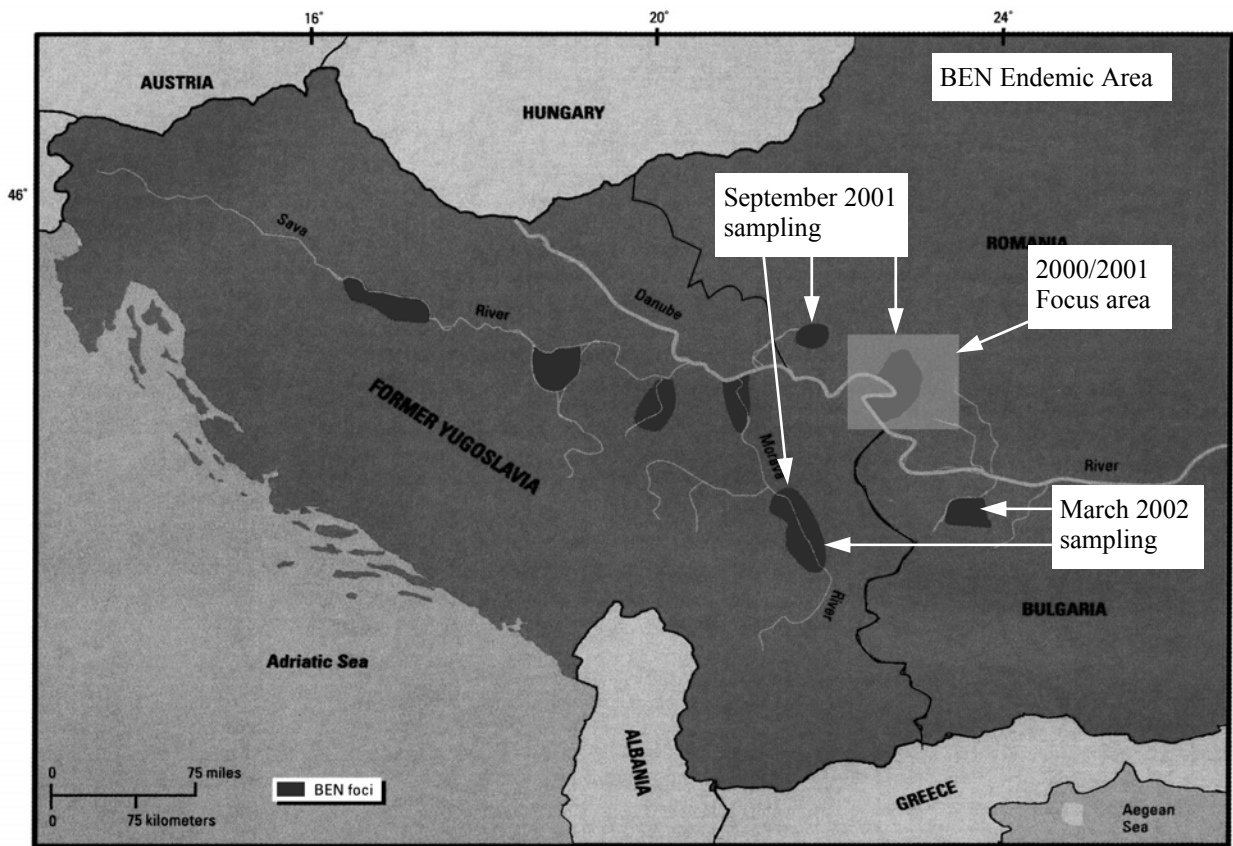 16°
20°
24°
AUSTRIA
BEN Endemic Area
HUNGARY
46°
September 2001
sampling
Sava
ROMANIA
2000/2001
Focus area
River
Danube
FORMER YUGOSLAVIA
Morava
River
March 2002
sampling
River
BULGARIA
Adriatic Sea
ALBANIA
0 75 miles
0 75 kilometers
BEN foci
GREECE
Aegean
Sea